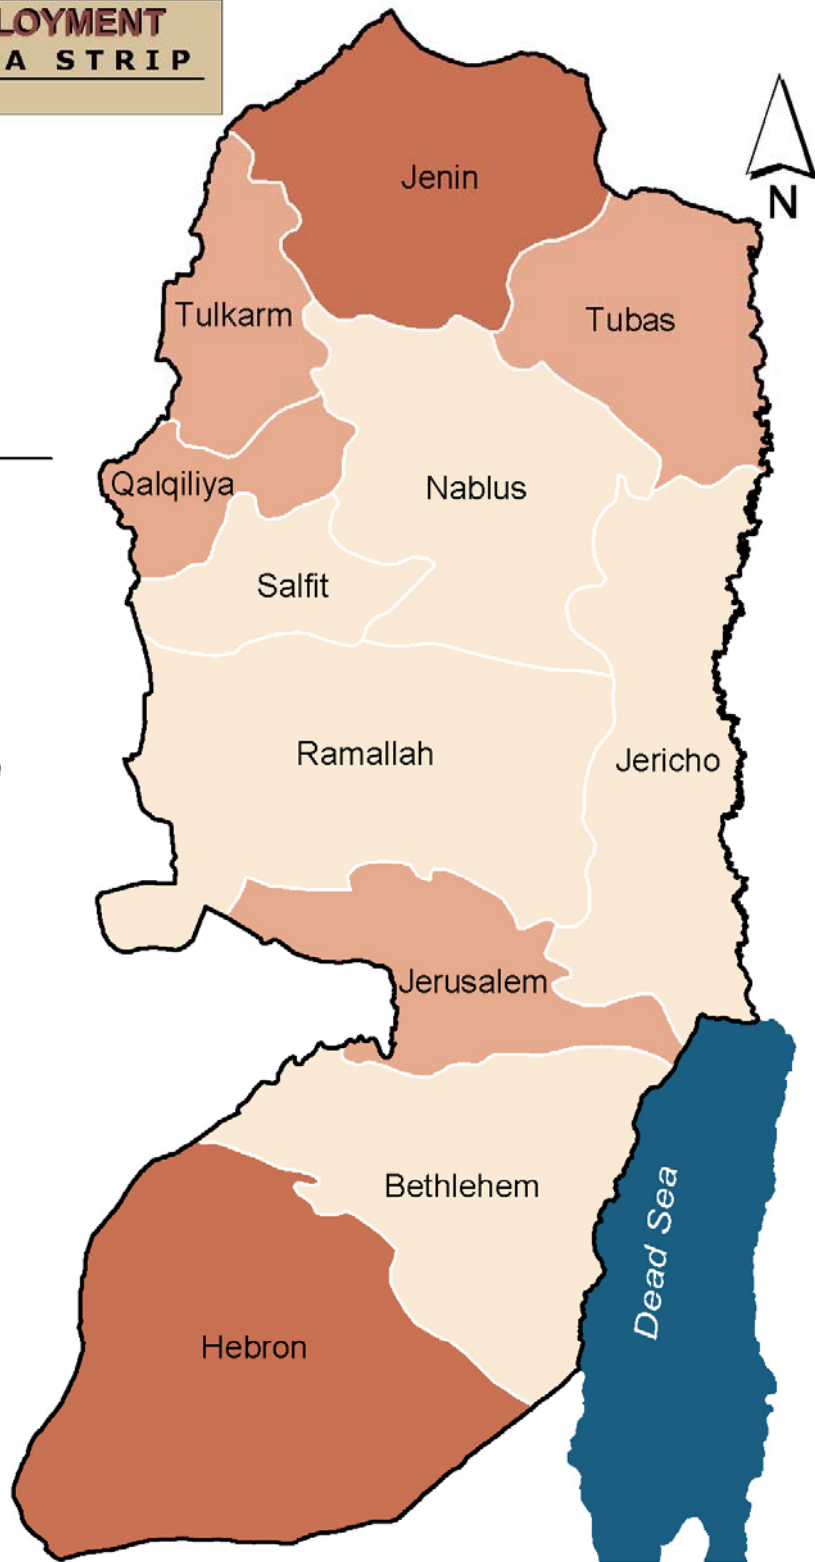 LOYMENT
A STRIP
N
Jenin
Tulkarm
Tubas
Qalqiliya
Nablus
Salfit
Ramallah
Jericho
Jerusalem
Bethlehem
Dead Sea
Hebron